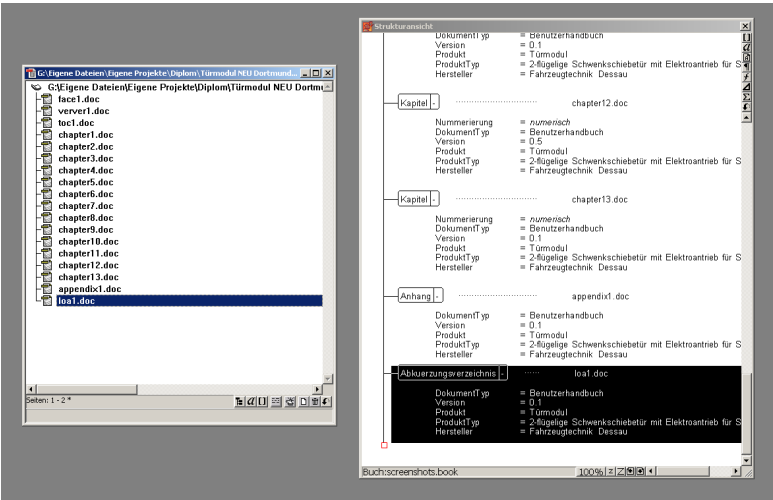 G:\Eigene Dateien\Eigene Projekte\Diplom\Türmodul NEU Dortmund...
G:\Eigene Dateien\Eigene Projekte\Diplom\Türmodul NEU Dortmu
face1.doc
verver1.doc
toc1.doc
chapter1.doc
chapter2.doc
chapter3.doc
chapter4.doc
chapter5.doc
chapter6.doc
chapter7.doc
chapter8.doc
chapter9.doc
chapter10.doc
chapter11.doc
chapter12.doc
chapter13.doc
appendix1.doc
loa1.doc
Seiten: 1 - 2 *
Strukturansicht
DokumentTyp = Benutzerhandbuch
Version = 0.1
Produkt = Türmodul
ProduktTyp = 2-flügelige Schwenkschiebetür mit Elektroantrieb für S
Hersteller = Fahrzeugtechnik Dessau
Kapitel - chapter12.doc
Nummerierung = numerisch
DokumentTyp = Benutzerhandbuch
Version = 0.5
Produkt = Türmodul
ProduktTyp = 2-flügelige Schwenkschiebetür mit Elektroantrieb für S
Hersteller = Fahrzeugtechnik Dessau
Kapitel - chapter13.doc
Nummerierung = numerisch
DokumentTyp = Benutzerhandbuch
Version = 0.1
Produkt = Türmodul
ProduktTyp = 2-flügelige Schwenkschiebetür mit Elektroantrieb für S
Hersteller = Fahrzeugtechnik Dessau
Anhang - appendix1.doc
DokumentTyp = Benutzerhandbuch
Version = 0.1
Produkt = Türmodul
ProduktTyp = 2-flügelige Schwenkschiebetür mit Elektroantrieb für S
Hersteller = Fahrzeugtechnik Dessau
Abkuerzungsverzeichnis - loa1.doc
DokumentTyp = Benutzerhandbuch
Version = 0.1
Produkt = Türmodul
ProduktTyp = 2-flügelige Schwenkschiebetür mit Elektroantrieb für S
Hersteller = Fahrzeugtechnik Dessau
Buch:screenshots.book 100%